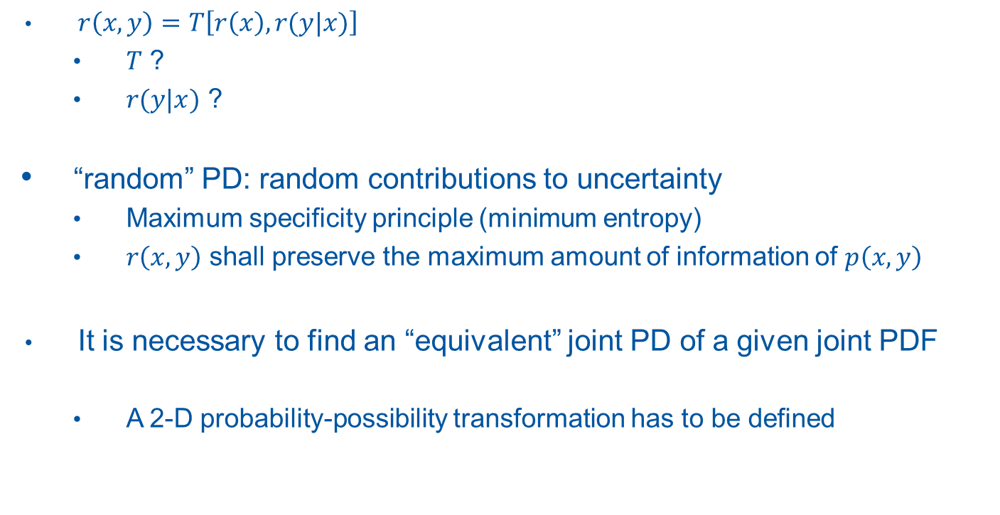 • r(x, y) = T[r(x), r(y|x)]
• T ?
• r(y|x) ?
• “random” PD: random contributions to uncertainty
• Maximum specificity principle (minimum entropy)
• r(x, y) shall preserve the maximum amount of information of p(x, y)
• It is necessary to find an “equivalent” joint PD of a given joint PDF
• A 2-D probability-possibility transformation has to be defined